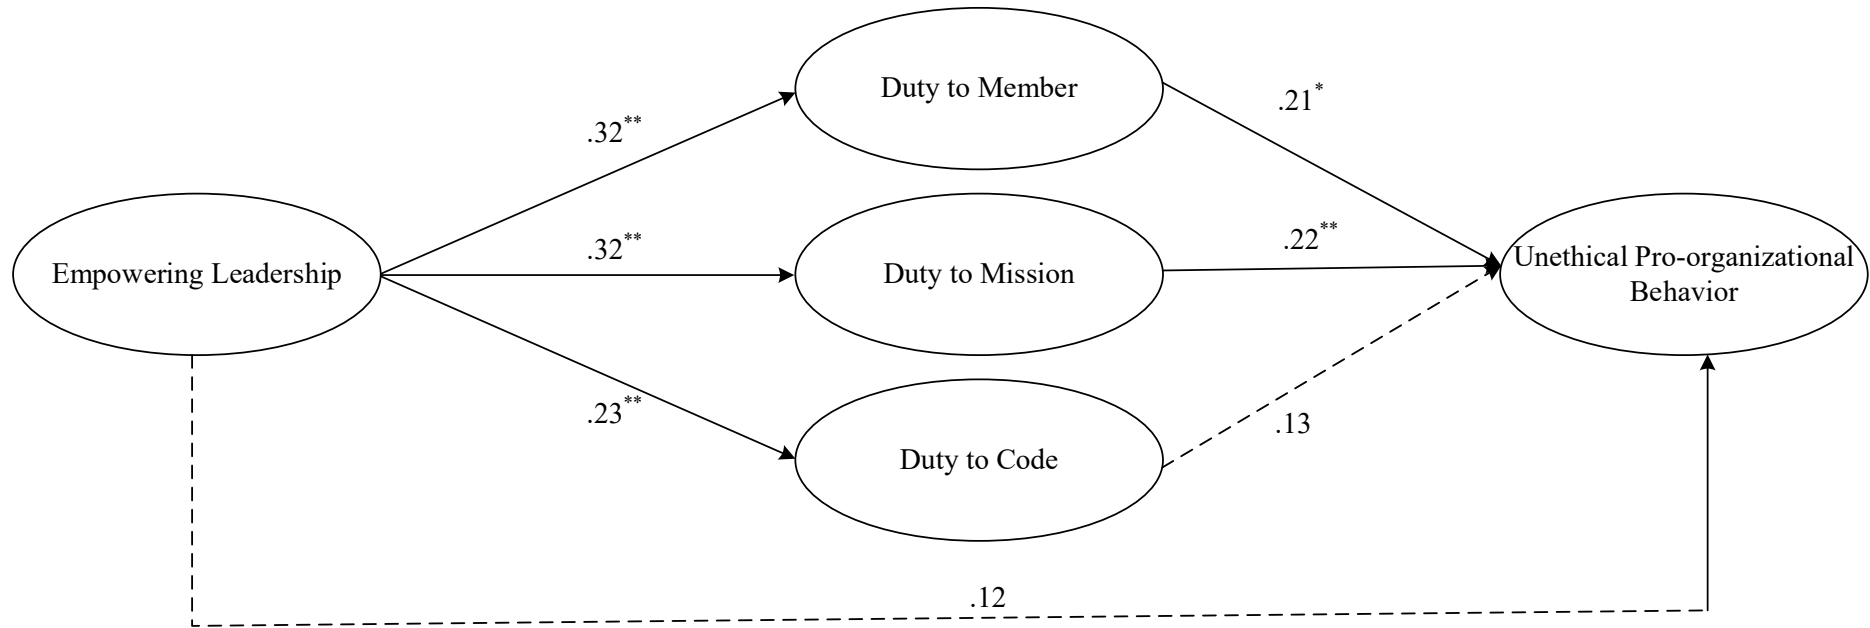 Duty to Member
.21*
.32**
.32**
.22**
Empowering Leadership
Duty to Mission
Unethical Pro-organizational
Behavior
.23**
.13
Duty to Code
.12